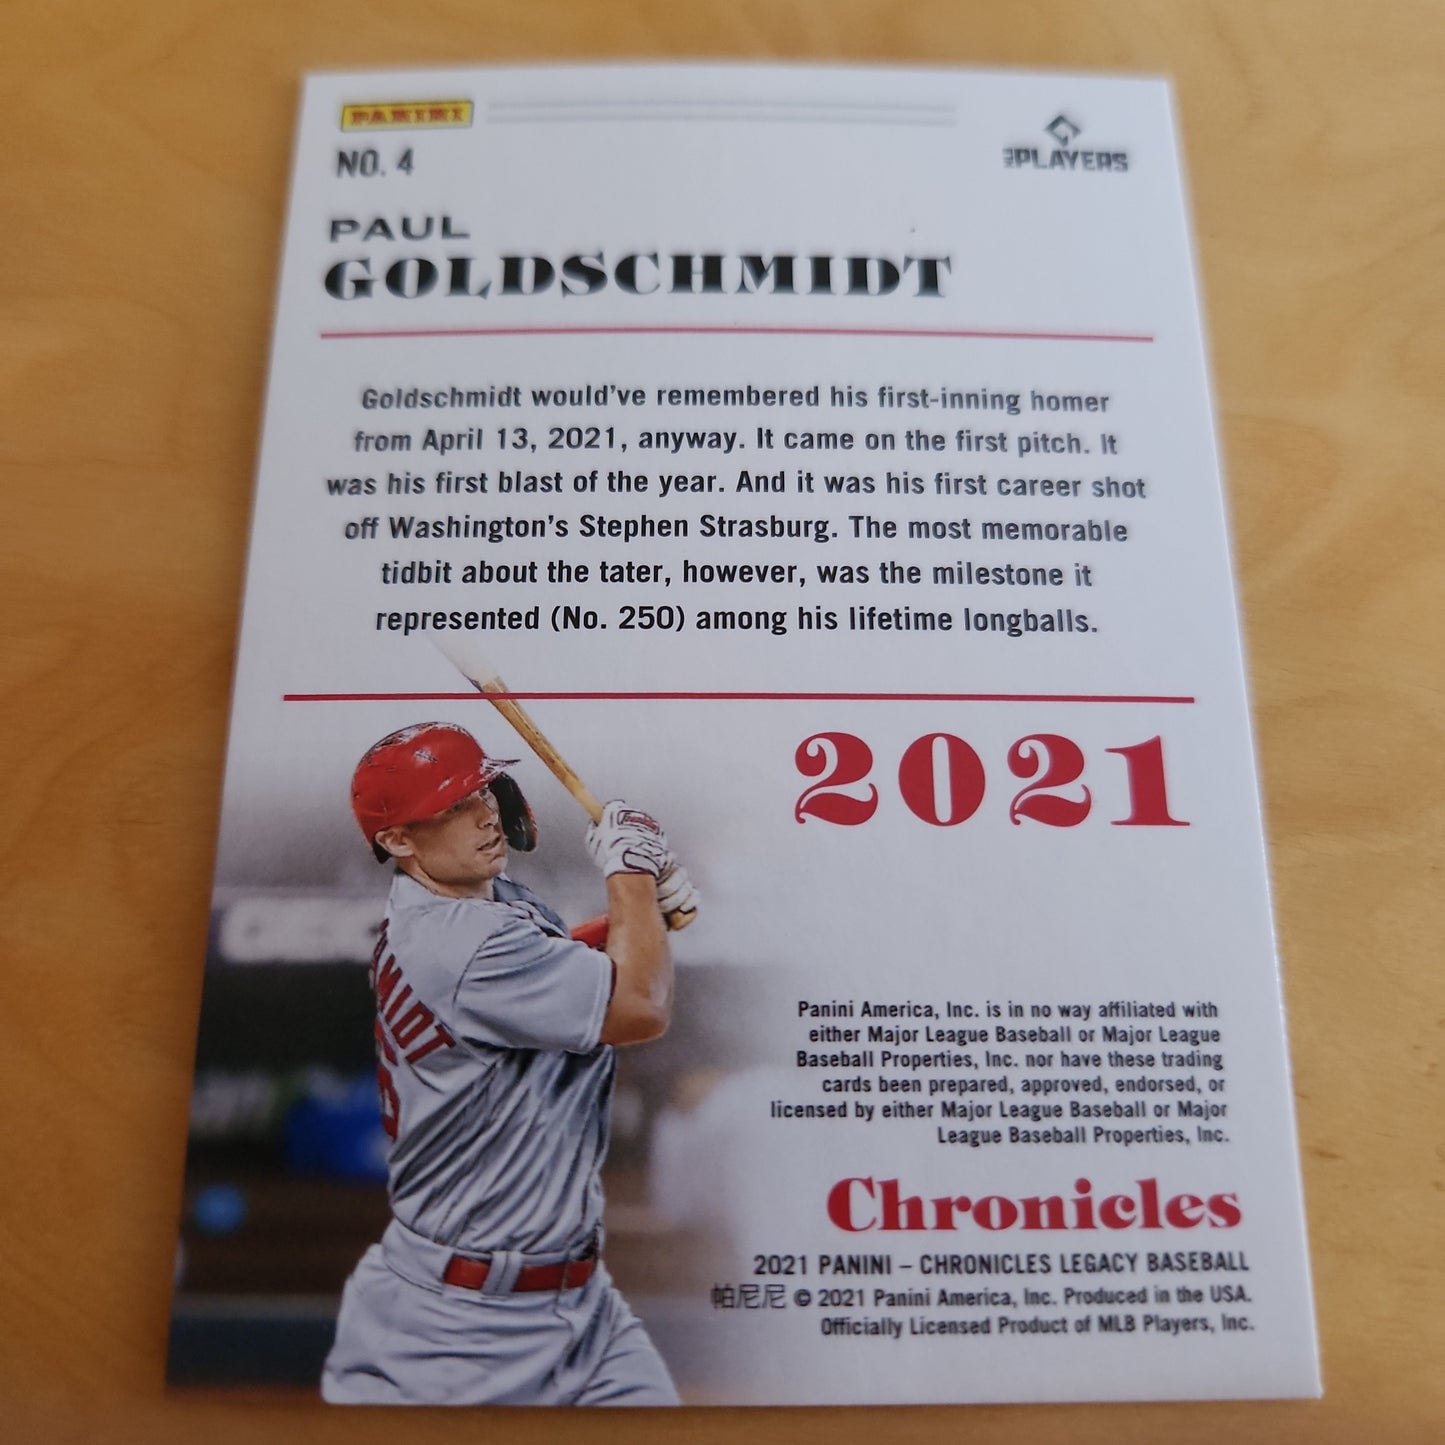 PANINI
NO. 4
MLB PLAYERS
PAUL
GOLDSCHMIDT
Goldschmidt would've remembered his first-inning homer
from April 13, 2021, anyway. It came on the first pitch. It
was his first blast of the year. And it was his first career shot
off Washington's Stephen Strasburg. The most memorable
tidbit about the tater, however, was the milestone it
represented (No. 250) among his lifetime longballs.
2021
Panini America, Inc. is in no way affiliated with
either Major League Baseball or Major League
Baseball Properties, Inc. nor have these trading
cards been prepared, approved, endorsed, or
licensed by either Major League Baseball or Major
League Baseball Properties, Inc.
Chronicles
2021 PANINI – CHRONICLES LEGACY BASEBALL
帕尼尼 © 2021 Panini America, Inc. Produced in the USA.
Officially Licensed Product of MLB Players, Inc.